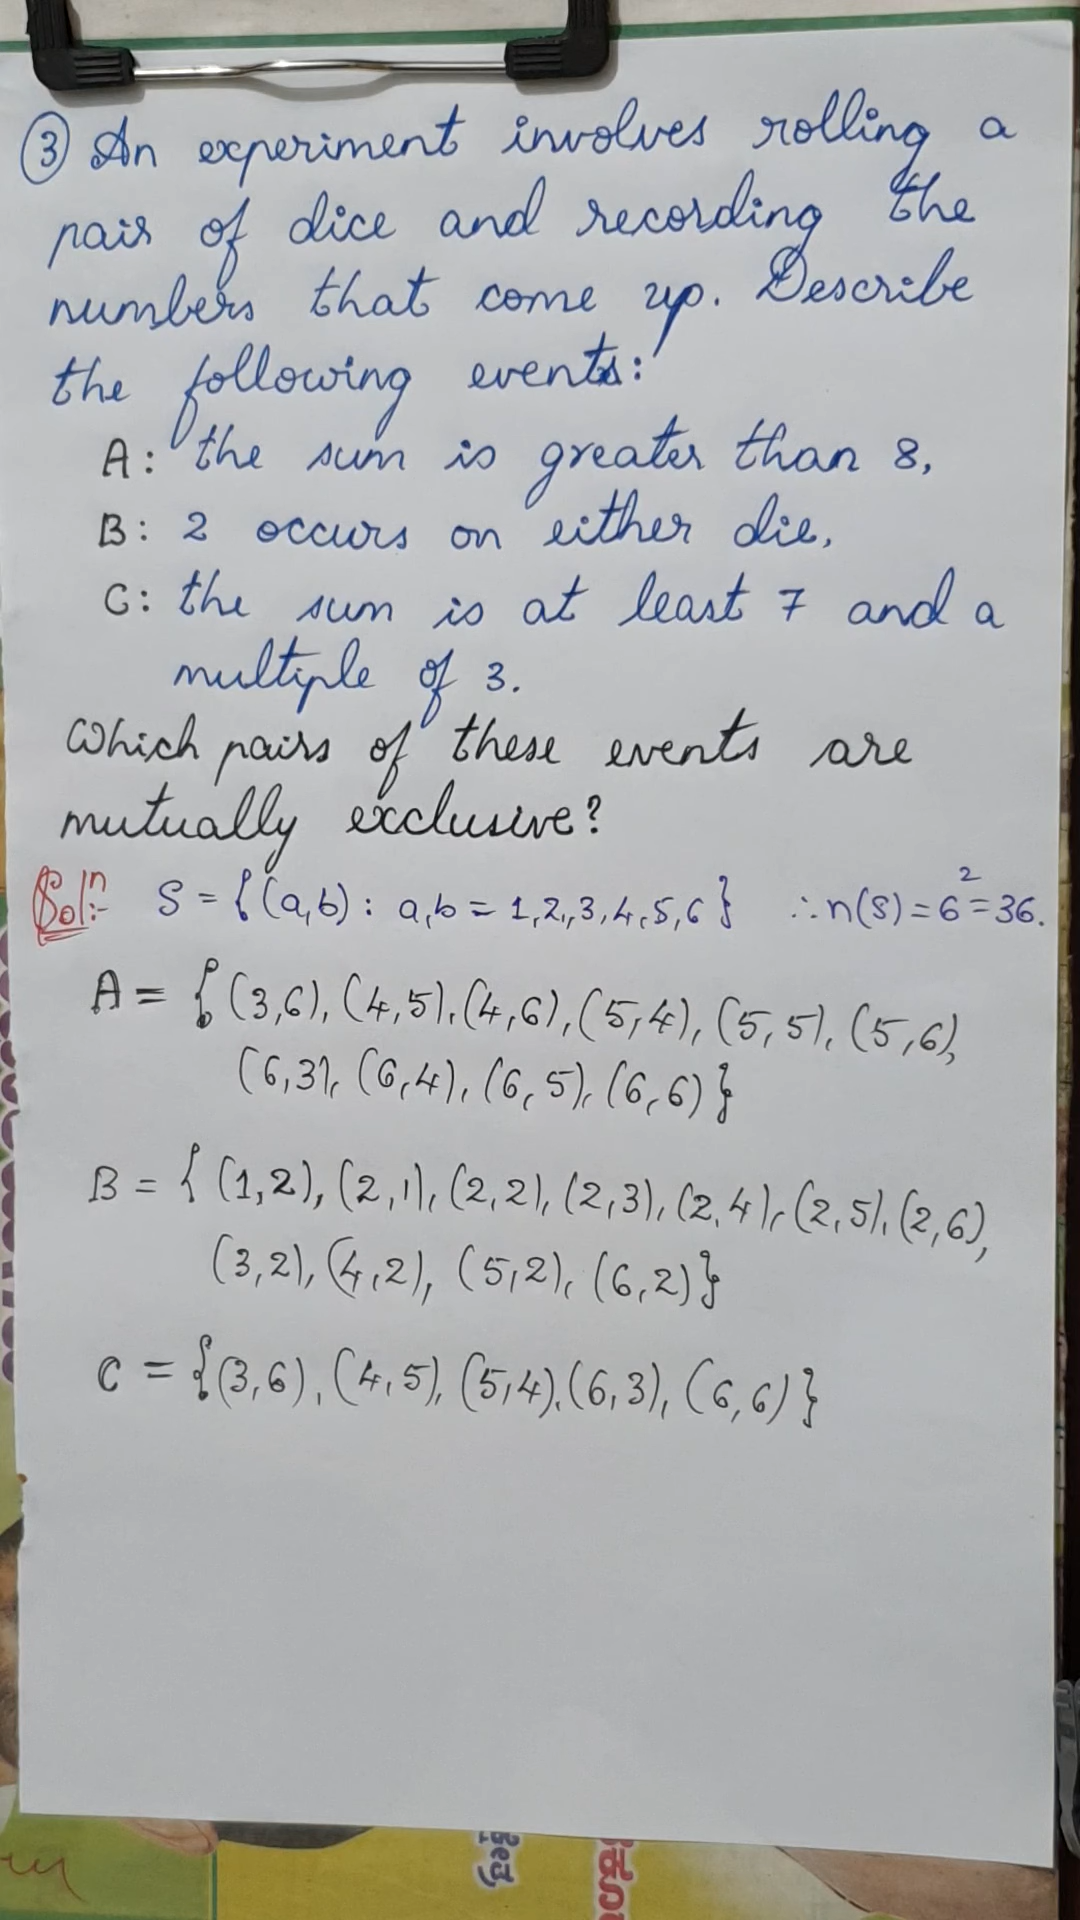 ③ An experiment involves rolling a
pair of dice and recording the
numbers that come up. Describe
the following events:
A: the sum is greater than 8,
B: 2 occurs on either die,
C: the sum is at least 7 and a
multiple of 3.
Which pairs of these events are
mutually exclusive?
Solⁿ:- S = {(a,b) : a,b = 1,2,3,4,5,6} ∴ n(S) = 6² = 36.
A = {(3,6), (4,5), (4,6), (5,4), (5,5), (5,6),
(6,3), (6,4), (6,5), (6,6)}
B = {(1,2), (2,1), (2,2), (2,3), (2,4), (2,5), (2,6),
(3,2), (4,2), (5,2), (6,2)}
C = {(3,6), (4,5), (5,4), (6,3), (6,6)}